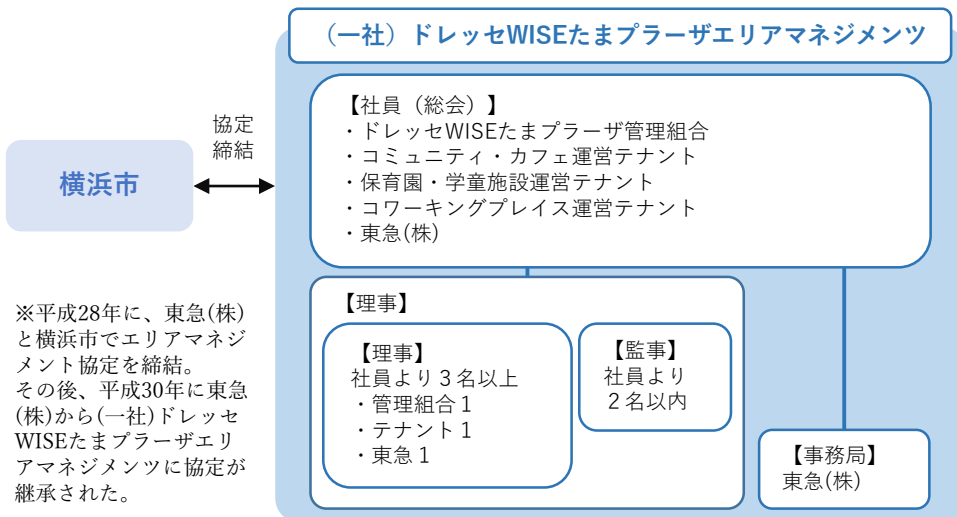 （一社）ドレッセWISEたまプラーザエリアマネジメンツ
【社員（総会）】
・ドレッセWISEたまプラーザ管理組合
・コミュニティ・カフェ運営テナント
・保育園・学童施設運営テナント
・コワーキングプレイス運営テナント
・東急(株)
協定
締結
横浜市
※平成28年に、東急(株)
と横浜市でエリアマネジ
メント協定を締結。
その後、平成30年に東急
(株)から(一社)ドレッセ
WISEたまプラーザエリ
アマネジメンツに協定が
継承された。
【理事】
【理事】
社員より３名以上
・管理組合１
・テナント１
・東急１
【監事】
社員より
２名以内
【事務局】
東急(株)